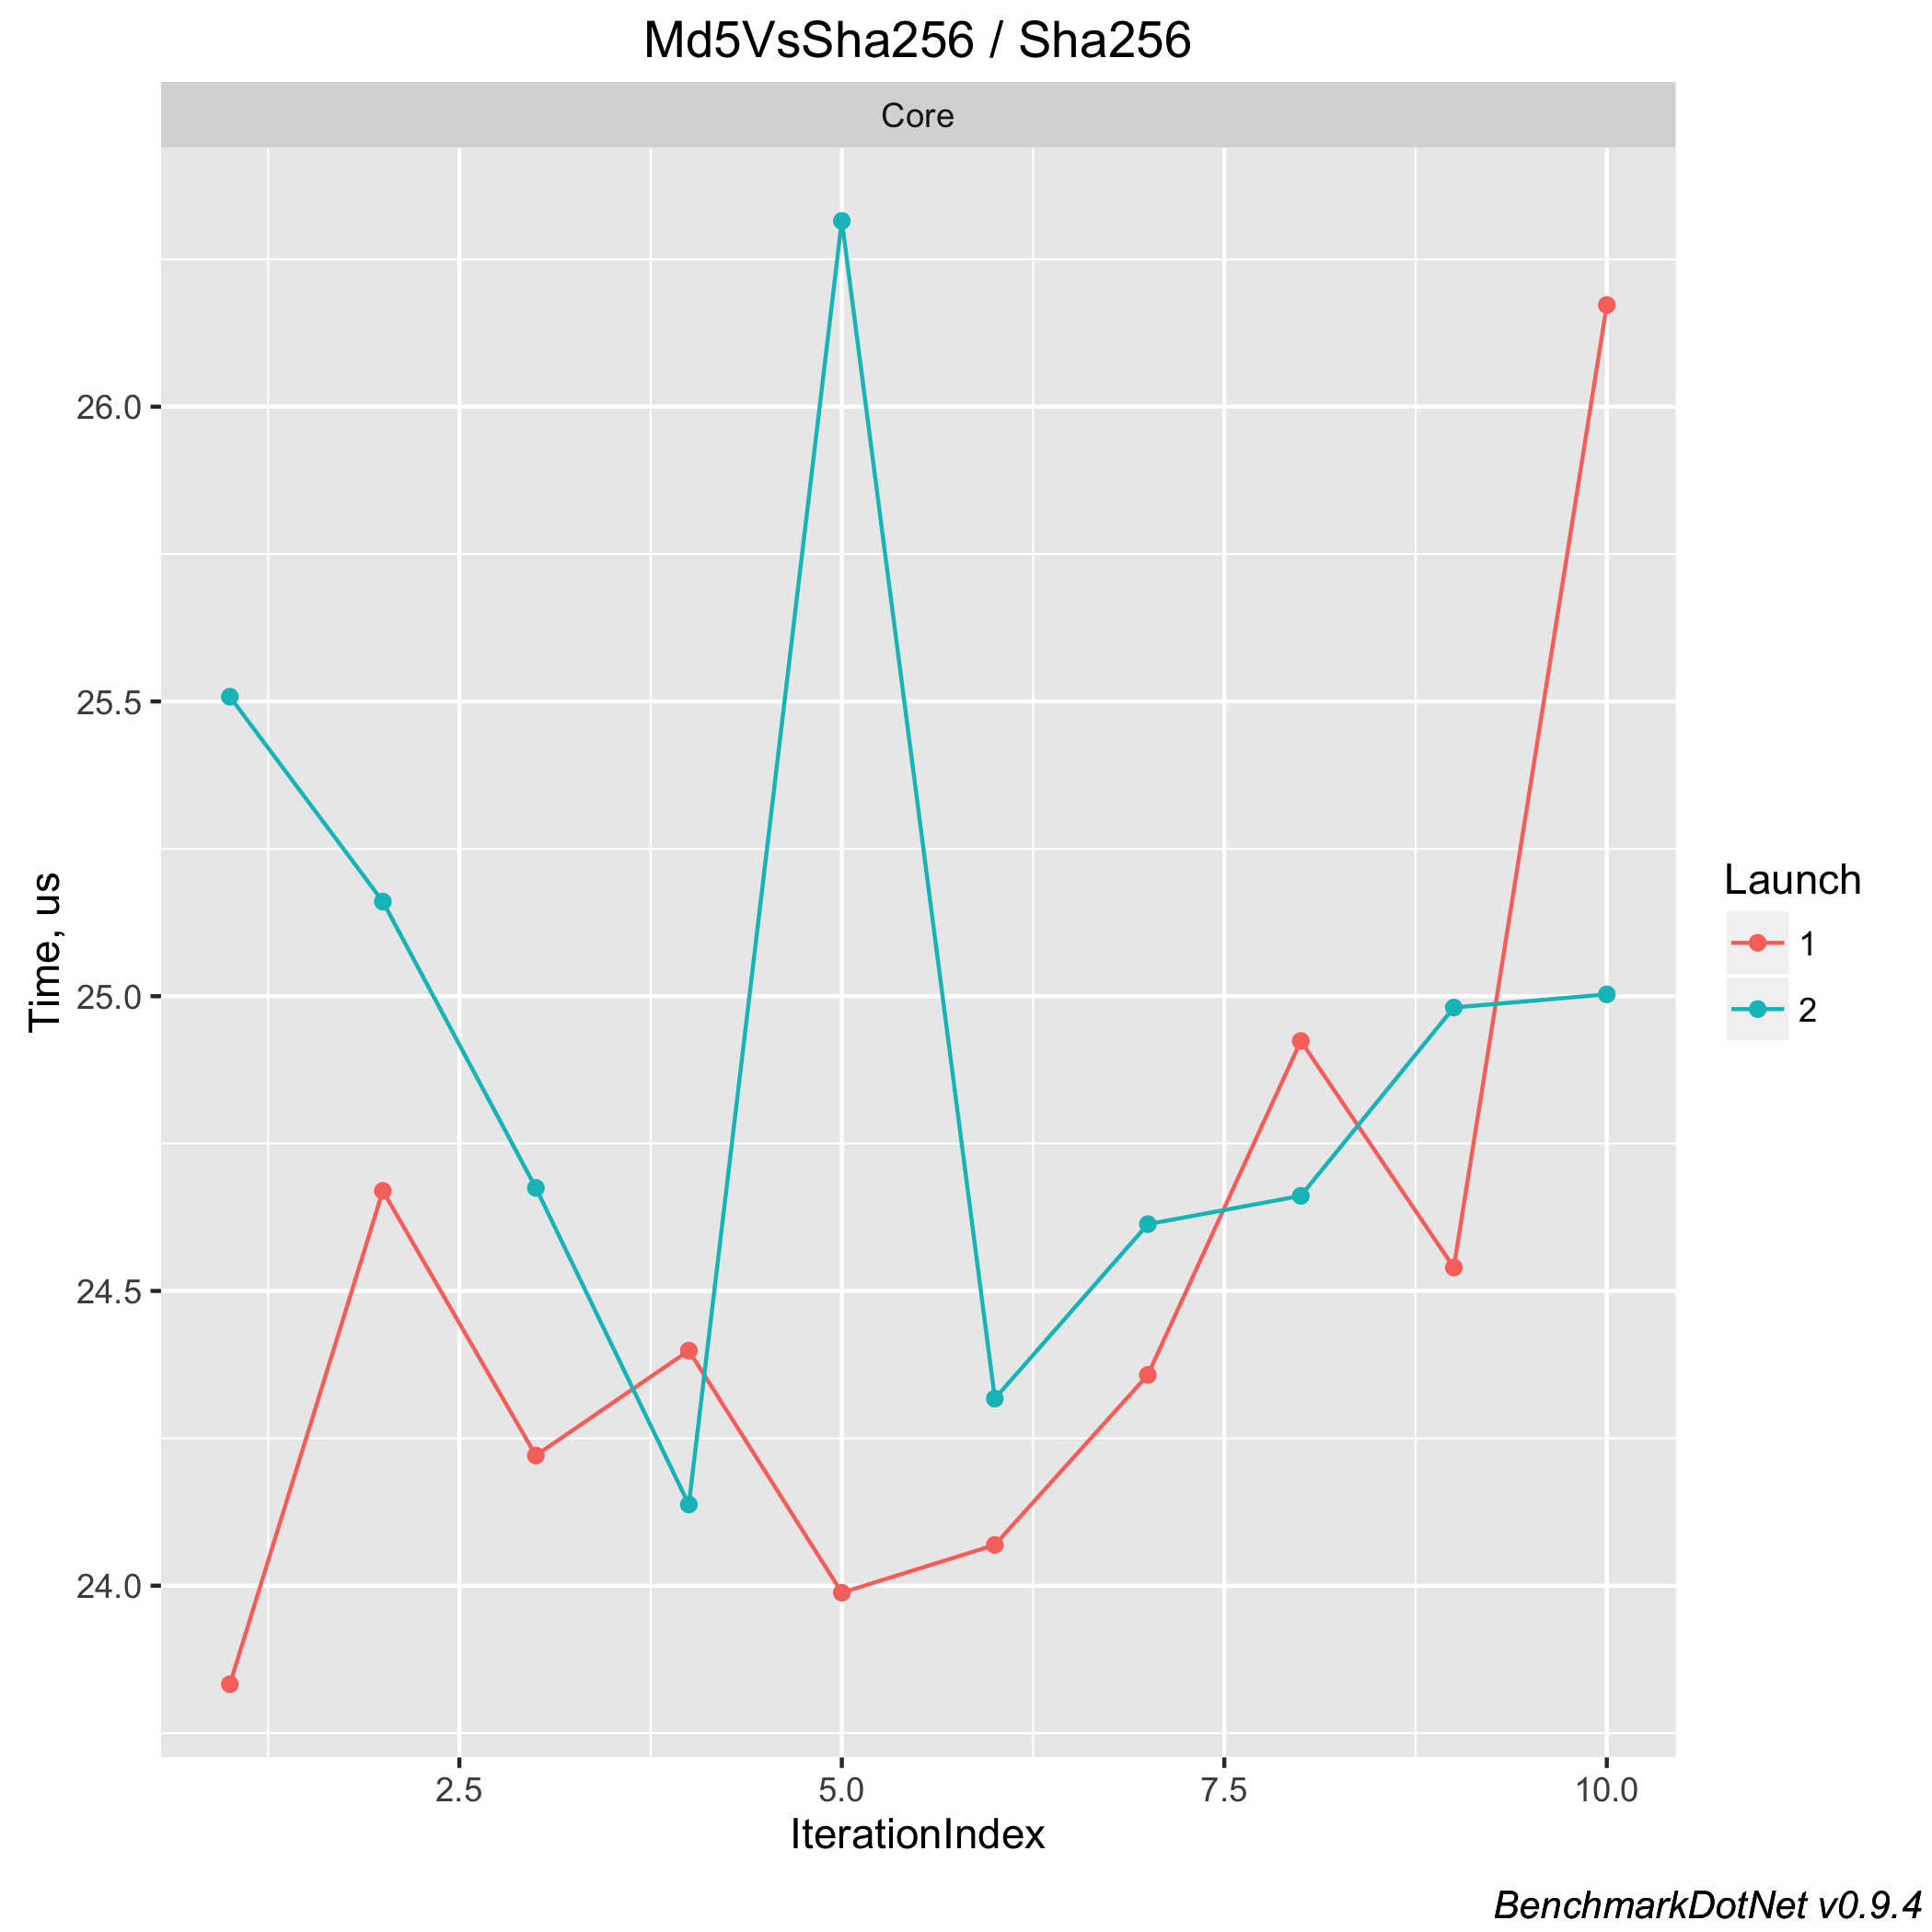 Md5VsSha256 / Sha256
Core
26.0
25.5
25.0
24.5
24.0
Time, us
2.5 5.0 7.5 10.0
IterationIndex
Launch
1
2
BenchmarkDotNet v0.9.4